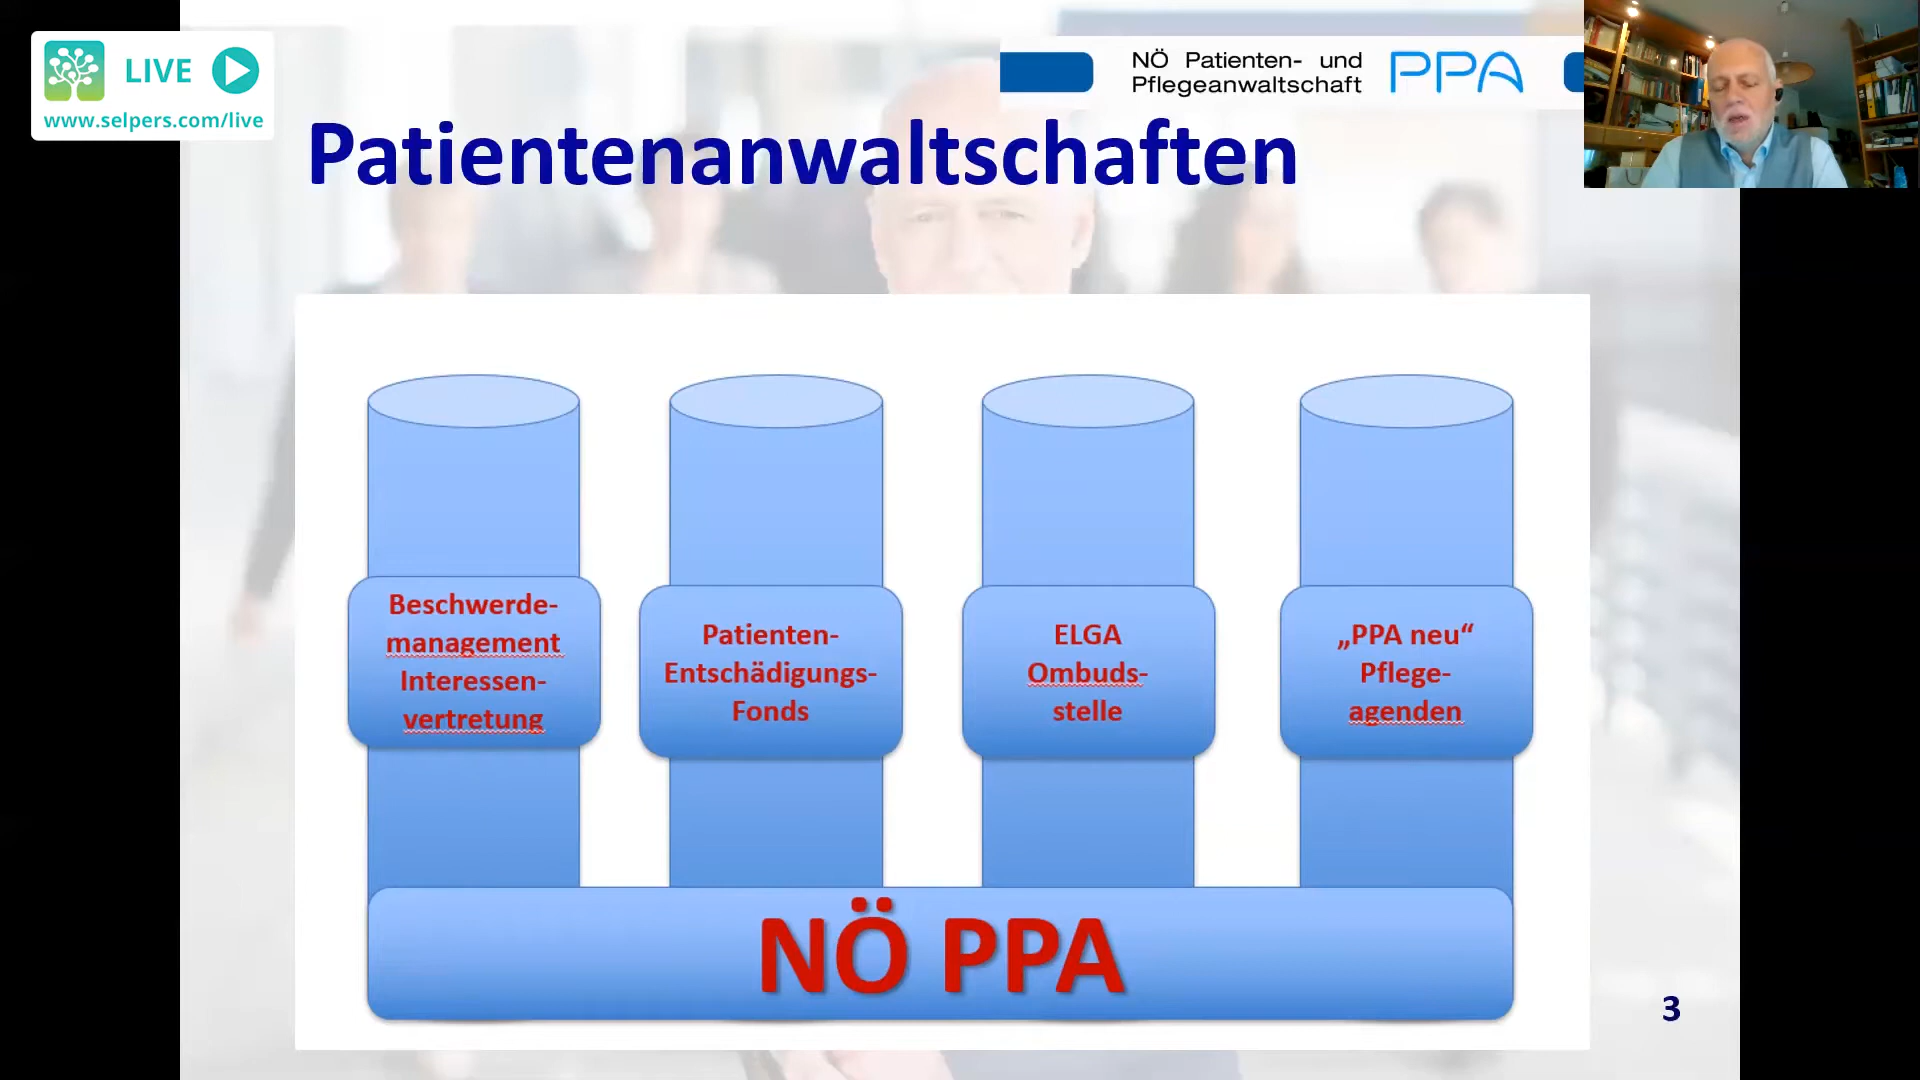 LIVE
www.selpers.com/live
NÖ Patienten- und
Pflegeanwaltschaft
PPA
Patientenanwaltschaften
Beschwerde-
management
Interessen-
vertretung
Patienten-
Entschädigungs-
Fonds
ELGA
Ombuds-
stelle
„PPA neu“
Pflege-
agenden
NÖ PPA
3